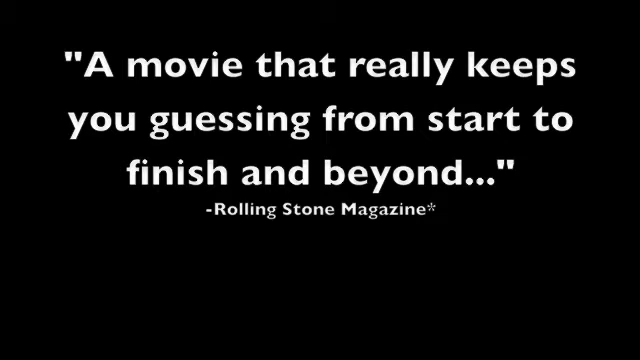 "A movie that really keeps
you guessing from start to
finish and beyond..."
-Rolling Stone Magazine*